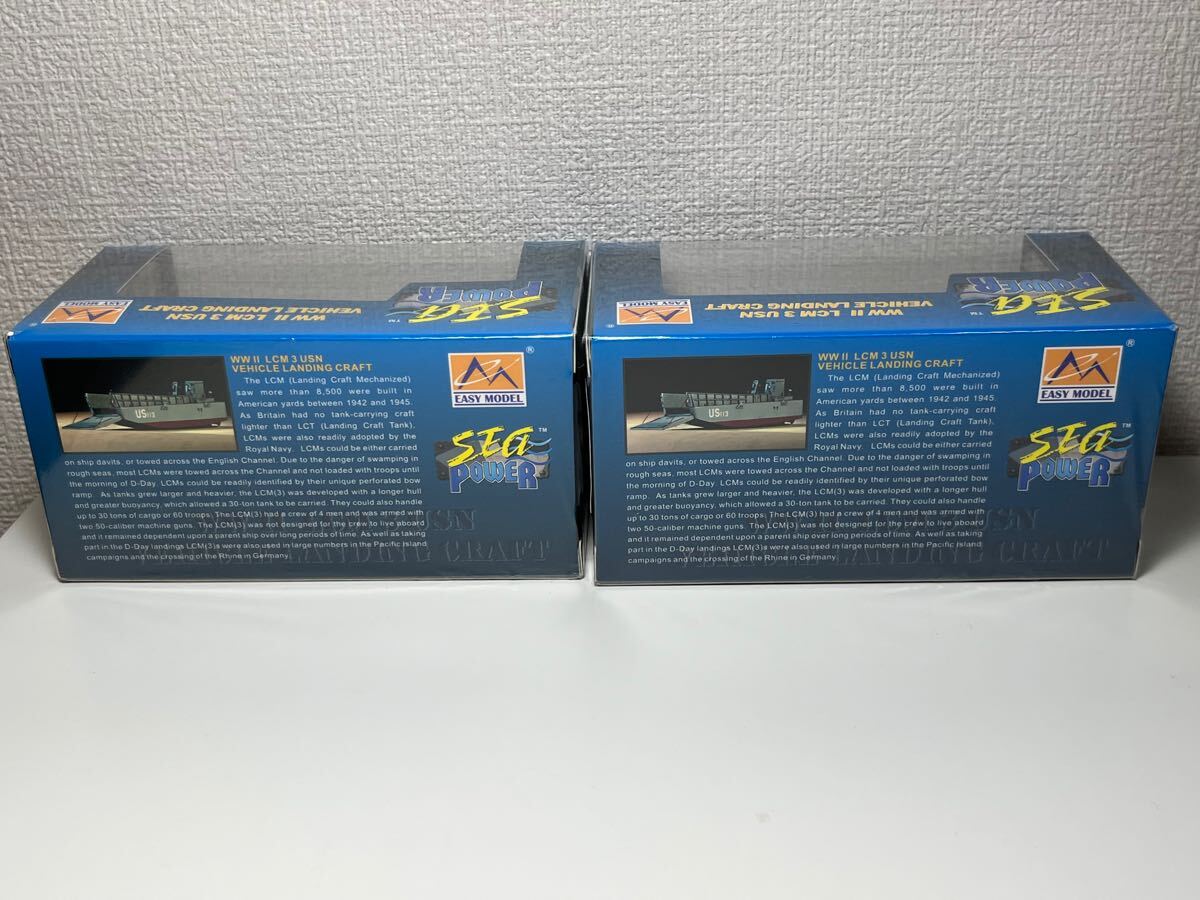 WW II LCM 3 USN
VEHICLE LANDING CRAFT
EASY MODEL
®
SEA
POWER
™
WW II LCM 3 USN
VEHICLE LANDING CRAFT
The LCM (Landing Craft Mechanized)
saw more than 8,500 were built in
American yards between 1942 and 1945.
As Britain had no tank-carrying craft
lighter than LCT (Landing Craft Tank),
LCMs were also readily adopted by the
Royal Navy. LCMs could be either carried
on ship davits, or towed across the English Channel. Due to the danger of swamping in
rough seas, most LCMs were towed across the Channel and not loaded with troops until
the morning of D-Day. LCMs could be readily identified by their unique perforated bow
ramp. As tanks grew larger and heavier, the LCM(3) was developed with a longer hull
and greater buoyancy, which allowed a 30-ton tank to be carried. They could also handle
up to 30 tons of cargo or 60 troops. The LCM(3) had a crew of 4 men and was armed with
two 50-caliber machine guns. The LCM(3) was not designed for the crew to live aboard
and it remained dependent upon a parent ship over long periods of time. As well as taking
part in the D-Day landings LCM(3)s were also used in large numbers in the Pacific Island
campaigns and the crossing of the Rhine in Germany.
US 113
EASY MODEL
®
SEA
POWER
™
USN
LANDING CRAFT
WW II LCM 3 USN
VEHICLE LANDING CRAFT
EASY MODEL
®
SEA
POWER
™
WW II LCM 3 USN
VEHICLE LANDING CRAFT
The LCM (Landing Craft Mechanized)
saw more than 8,500 were built in
American yards between 1942 and 1945.
As Britain had no tank-carrying craft
lighter than LCT (Landing Craft Tank),
LCMs were also readily adopted by the
Royal Navy. LCMs could be either carried
on ship davits, or towed across the English Channel. Due to the danger of swamping in
rough seas, most LCMs were towed across the Channel and not loaded with troops until
the morning of D-Day. LCMs could be readily identified by their unique perforated bow
ramp. As tanks grew larger and heavier, the LCM(3) was developed with a longer hull
and greater buoyancy, which allowed a 30-ton tank to be carried. They could also handle
up to 30 tons of cargo or 60 troops. The LCM(3) had a crew of 4 men and was armed with
two 50-caliber machine guns. The LCM(3) was not designed for the crew to live aboard
and it remained dependent upon a parent ship over long periods of time. As well as taking
part in the D-Day landings LCM(3)s were also used in large numbers in the Pacific Island
campaigns and the crossing of the Rhine in Germany.
US 113
EASY MODEL
®
SEA
POWER
™
USN
LANDING CRAFT